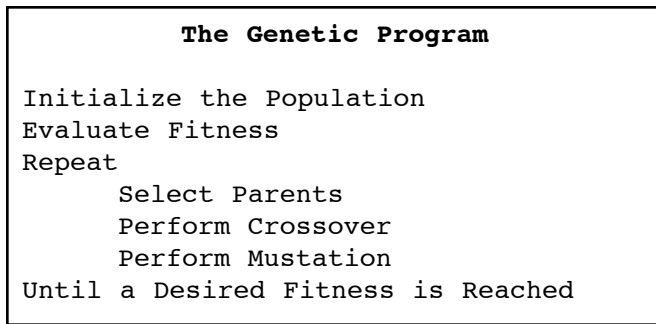 The Genetic Program
Initialize the Population
Evaluate Fitness
Repeat
Select Parents
Perform Crossover
Perform Mustation
Until a Desired Fitness is Reached